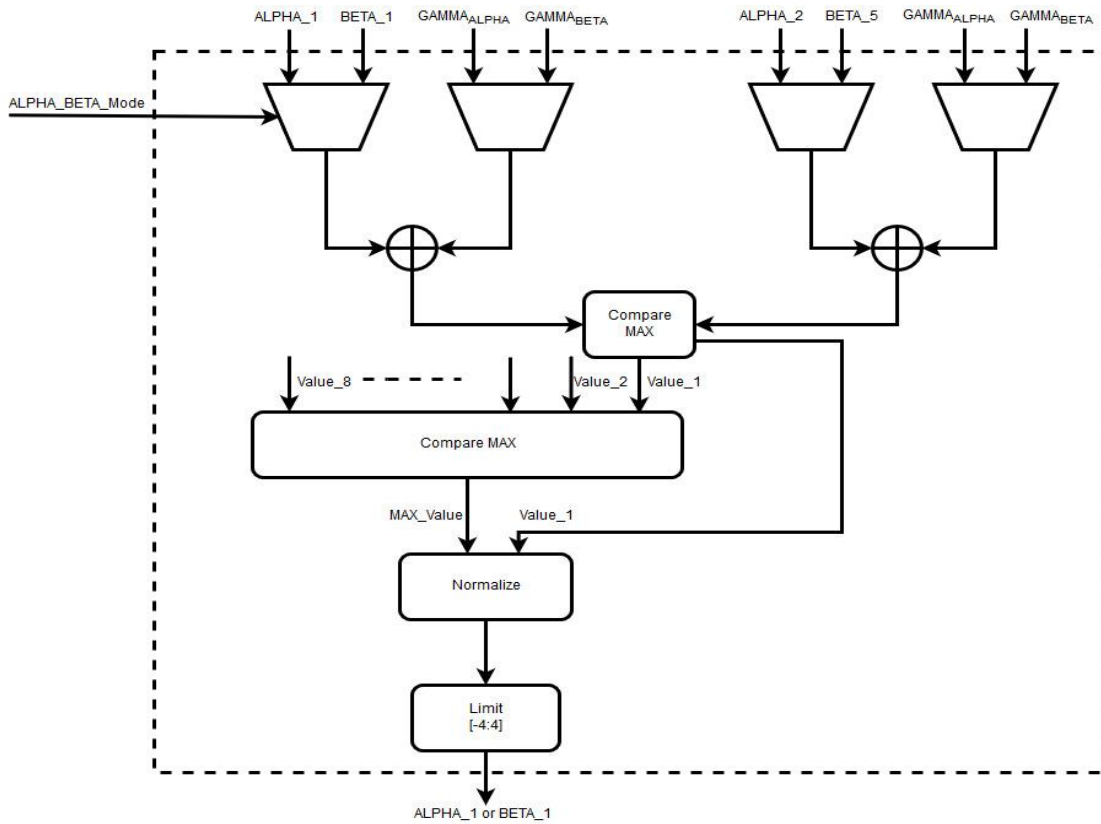 ALPHA_1 BETA_1 GAMMAALPHA GAMMABETA ALPHA_2 BETA_5 GAMMAALPHA GAMMABETA
ALPHA_BETA_Mode
Compare
MAX
Value_8 Value_2 Value_1
Compare MAX
MAX_Value Value_1
Normalize
Limit
[-4:4]
ALPHA_1 or BETA_1